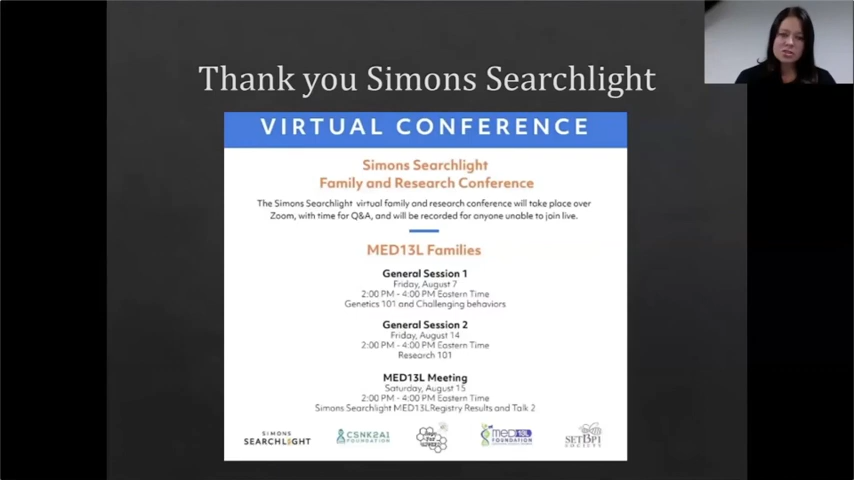 Thank you Simons Searchlight
VIRTUAL CONFERENCE
Simons Searchlight
Family and Research Conference
The Simons Searchlight virtual family and research conference will take place over
Zoom, with time for Q&A, and will be recorded for anyone unable to join live.
MED13L Families
General Session 1
Friday, August 7
2:00 PM - 4:00 PM Eastern Time
Genetics 101 and Challenging behaviors
General Session 2
Friday, August 14
2:00 PM - 4:00 PM Eastern Time
Research 101
MED13L Meeting
Saturday, August 15
2:00 PM - 4:00 PM Eastern Time
Simons Searchlight MED13LRegistry Results and Talk 2
SIMONS
SEARCHLIGHT
CSNK2A1
FOUNDATION
FOUNDATION
SETBP1
SOCIETY